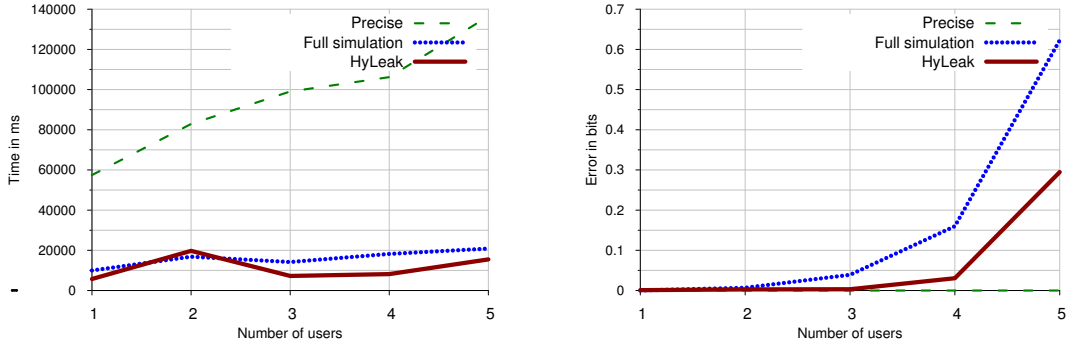 140000
120000
100000
80000
60000
40000
20000
0
Time in ms
Precise
Full simulation
HyLeak
1 2 3 4 5
Number of users
0.7
0.6
0.5
0.4
0.3
0.2
0.1
0
Error in bits
Precise
Full simulation
HyLeak
1 2 3 4 5
Number of users